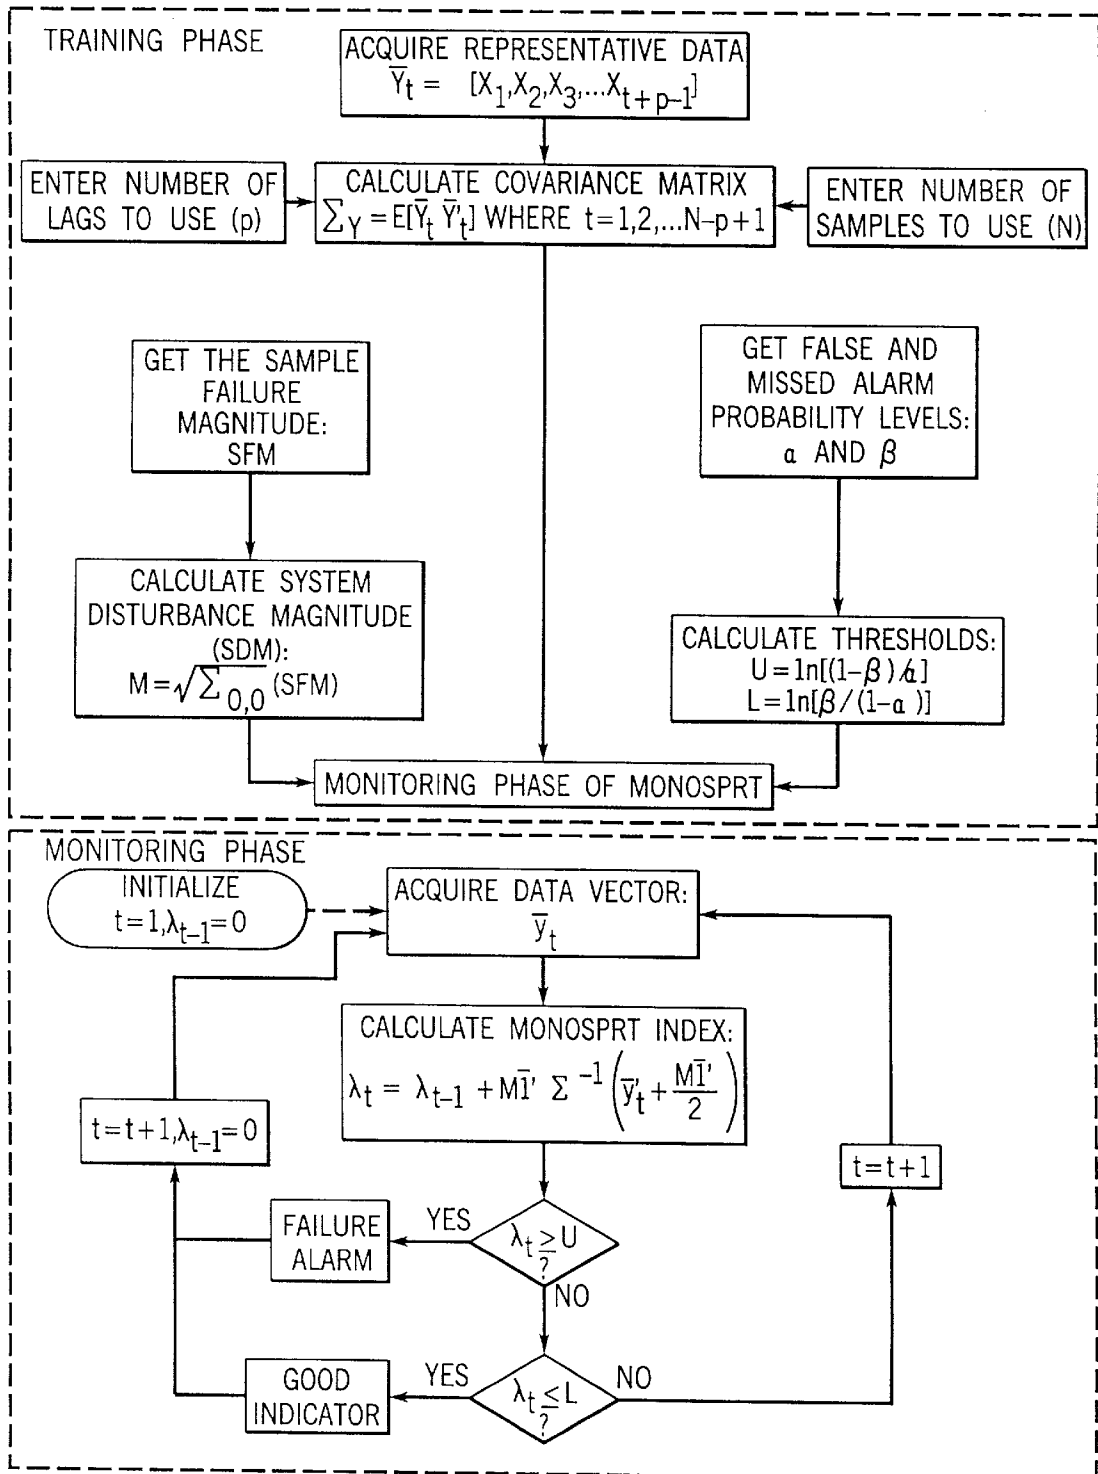 TRAINING PHASE
ACQUIRE REPRESENTATIVE DATA
Y̅t = [X1,X2,X3,...Xt+p−1]
ENTER NUMBER OF
LAGS TO USE (p)
CALCULATE COVARIANCE MATRIX
∑Y = E[Y̅t Y̅'t] WHERE t=1,2,...N−p+1
ENTER NUMBER OF
SAMPLES TO USE (N)
GET THE SAMPLE
FAILURE
MAGNITUDE:
SFM
GET FALSE AND
MISSED ALARM
PROBABILITY LEVELS:
α AND β
CALCULATE SYSTEM
DISTURBANCE MAGNITUDE
(SDM):
M=√∑0,0 (SFM)
CALCULATE THRESHOLDS:
U=ln[(1−β)/α]
L=ln[β/(1−α)]
MONITORING PHASE OF MONOSPRT
MONITORING PHASE
INITIALIZE
t=1,λt−1=0
ACQUIRE DATA VECTOR:
y̅t
CALCULATE MONOSPRT INDEX:
λt = λt−1 + M1̅' Σ−1 (y̅'t + M1̅'/2)
t=t+1,λt−1=0
t=t+1
FAILURE
ALARM
YES
λt ≥ U
?
NO
GOOD
INDICATOR
YES
λt ≤ L
?
NO